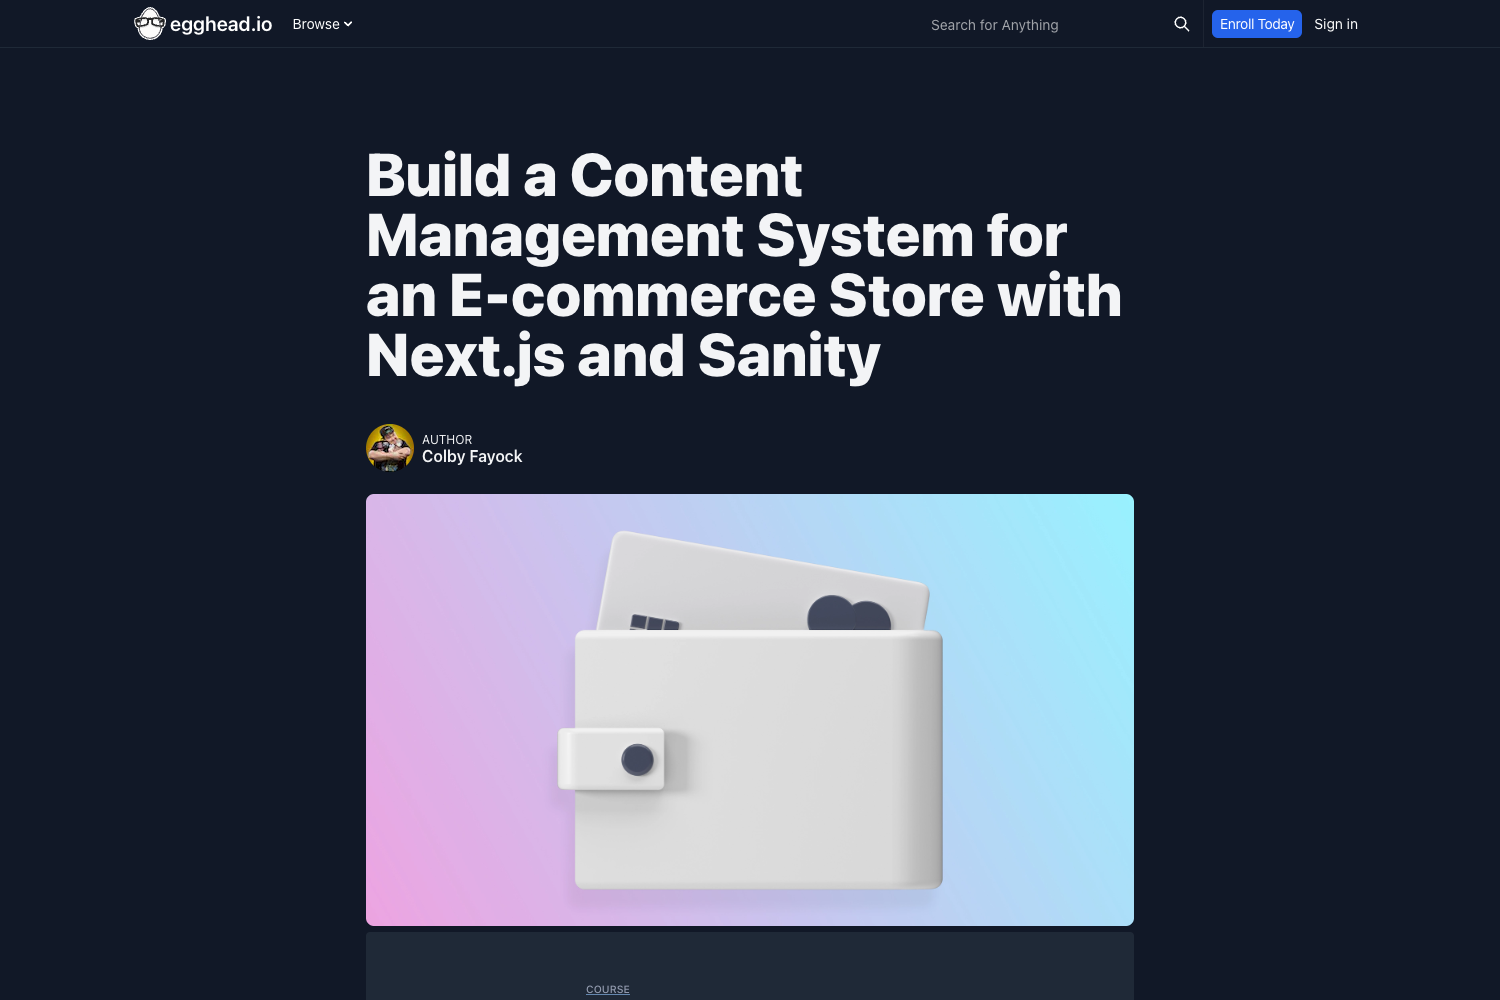 egghead.io
Browse
Search for Anything
Enroll Today
Sign in
Build a Content
Management System for
an E-commerce Store with
Next.js and Sanity
AUTHOR
Colby Fayock
COURSE